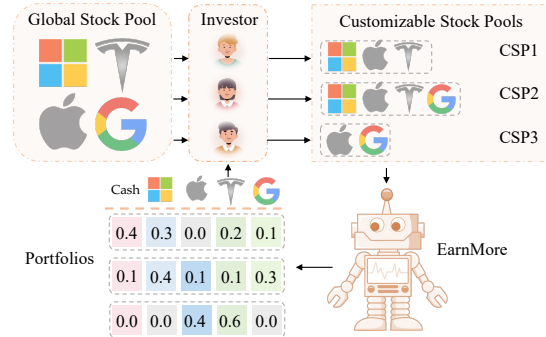 Global Stock Pool
Investor
Customizable Stock Pools
CSP1
CSP2
CSP3
Cash
EarnMore
Portfolios
0.4 0.3 0.0 0.2 0.1
0.1 0.4 0.1 0.1 0.3
0.0 0.0 0.4 0.6 0.0